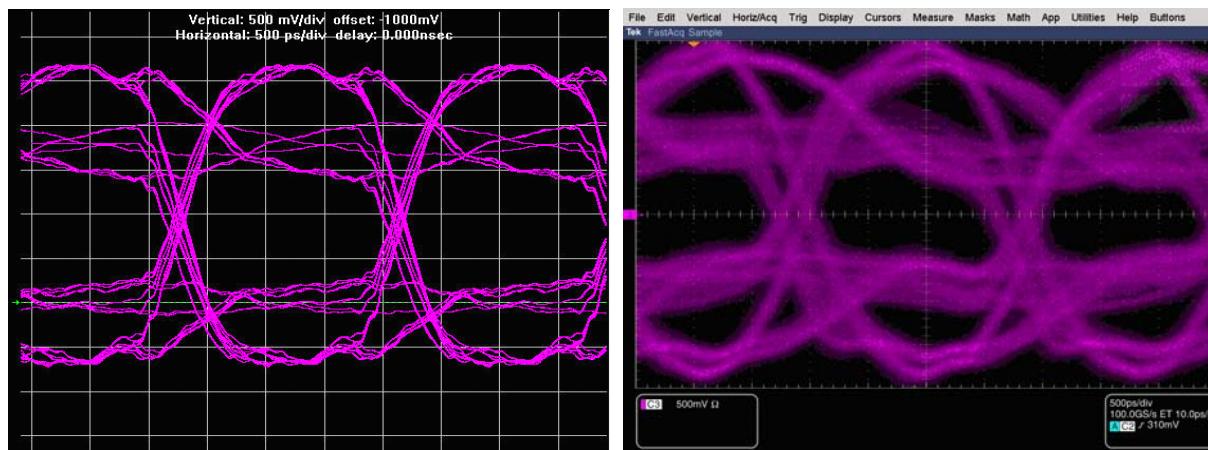 Vertical: 500 mV/div offset: -1000mV
Horizontal: 500 ps/div delay: 0.000nsec
File Edit Vertical Horiz/Acq Trig Display Cursors Measure Masks Math App Utilities Help Buttons
Tek FastAcq Sample
C3 500mV Ω
500ps/div
100.0GS/s ET 10.0ps/
A C2 310mV